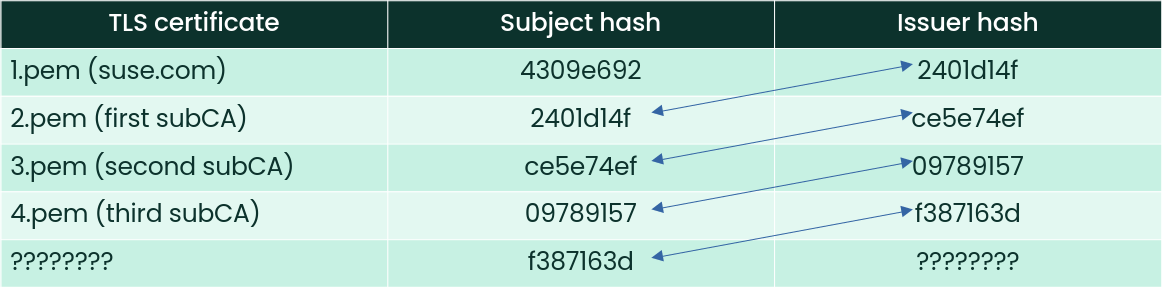 TLS certificate Subject hash Issuer hash
1.pem (suse.com) 4309e692 2401d14f
2.pem (first subCA) 2401d14f ce5e74ef
3.pem (second subCA) ce5e74ef 09789157
4.pem (third subCA) 09789157 f387163d
???????? f387163d ????????